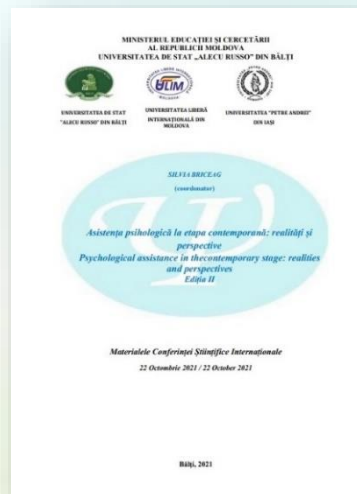 MINISTERUL EDUCAȚIEI ȘI CERCETĂRII
AL REPUBLICII MOLDOVA
UNIVERSITATEA DE STAT „ALECU RUSSO” DIN BĂLȚI
ULIM
UNIVERSITATEA DE STAT
"ALECU RUSSO" DIN BĂLȚI
UNIVERSITATEA LIBERĂ
INTERNAȚIONALĂ DIN
MOLDOVA
UNIVERSITATEA "PETRE ANDREI"
DIN IAȘI
SILVIA BRICEAG
(coordonator)
Asistența psihologică la etapa contemporană: realități și
perspective
Psychological assistance in thecontemporary stage: realities
and perspectives
Ediția II
Materialele Conferinței Științifice Internaționale
22 Octombrie 2021 / 22 October 2021
Bălți, 2021